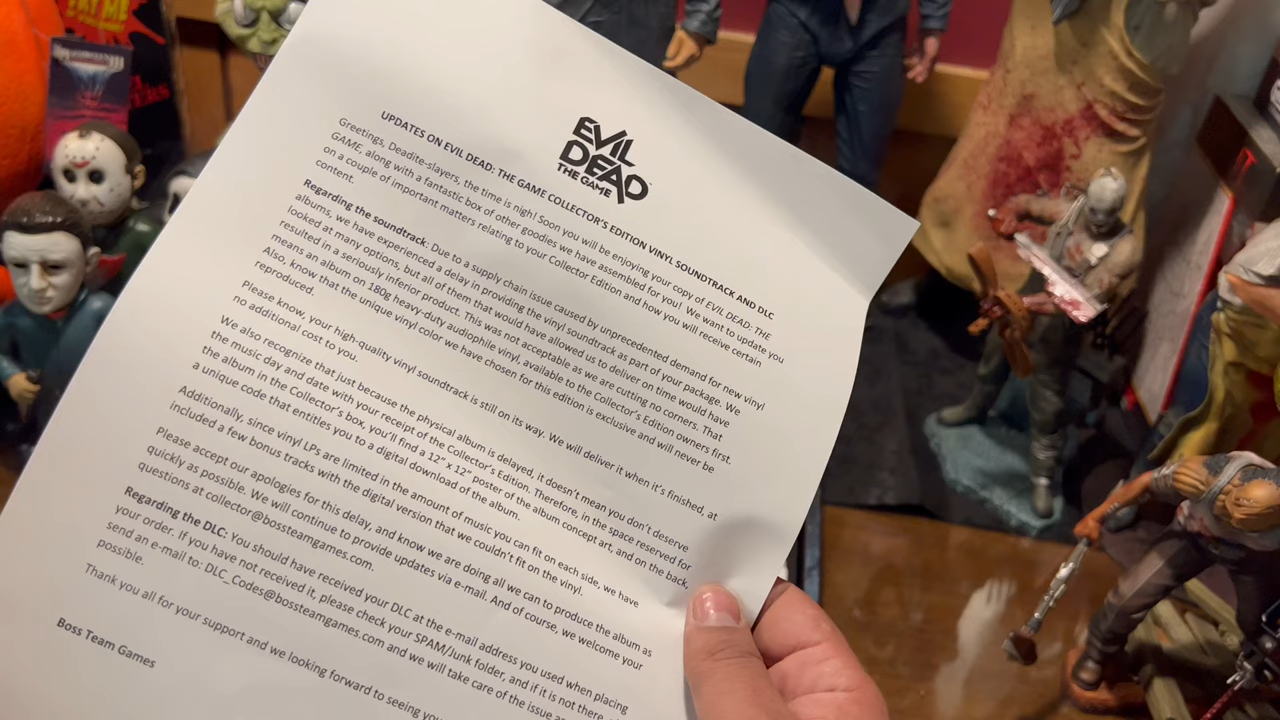 TRY ME
EVIL
DEAD
THE GAME
UPDATES ON EVIL DEAD: THE GAME COLLECTOR'S EDITION VINYL SOUNDTRACK AND DLC
Greetings, Deadite-slayers, the time is nigh! Soon you will be enjoying your copy of EVIL DEAD: THE
GAME, along with a fantastic box of other goodies we have assembled for you! We want to update you
on a couple of important matters relating to your Collector Edition and how you will receive certain
content.
Regarding the soundtrack: Due to a supply chain issue caused by unprecedented demand for new vinyl
albums, we have experienced a delay in providing the vinyl soundtrack as part of your package. We
looked at many options, but all of them that would have allowed us to deliver on time would have
resulted in a seriously inferior product. This was not acceptable as we are cutting no corners. That
means an album on 180g heavy-duty audiophile vinyl, available to the Collector's Edition owners first.
Also, know that the unique vinyl color we have chosen for this edition is exclusive and will never be
reproduced.
Please know, your high-quality vinyl soundtrack is still on its way. We will deliver it when it's finished, at
no additional cost to you.
We also recognize that just because the physical album is delayed, it doesn't mean you don't deserve
the music day and date with your receipt of the Collector's Edition. Therefore, in the space reserved for
the album in the Collector's box, you'll find a 12" x 12" poster of the album concept art, and on the back,
a unique code that entitles you to a digital download of the album.
Additionally, since vinyl LPs are limited in the amount of music you can fit on each side, we have
included a few bonus tracks with the digital version that we couldn't fit on the vinyl.
Please accept our apologies for this delay, and know we are doing all we can to produce the album as
quickly as possible. We will continue to provide updates via e-mail. And of course, we welcome your
questions at collector@bossteamgames.com.
Regarding the DLC: You should have received your DLC at the e-mail address you used when placing
your order. If you have not received it, please check your SPAM/Junk folder, and if it is not there,
send an e-mail to: DLC_Codes@bossteamgames.com and we will take care of the issue as
possible.
Thank you all for your support and we looking forward to seeing you
Boss Team Games